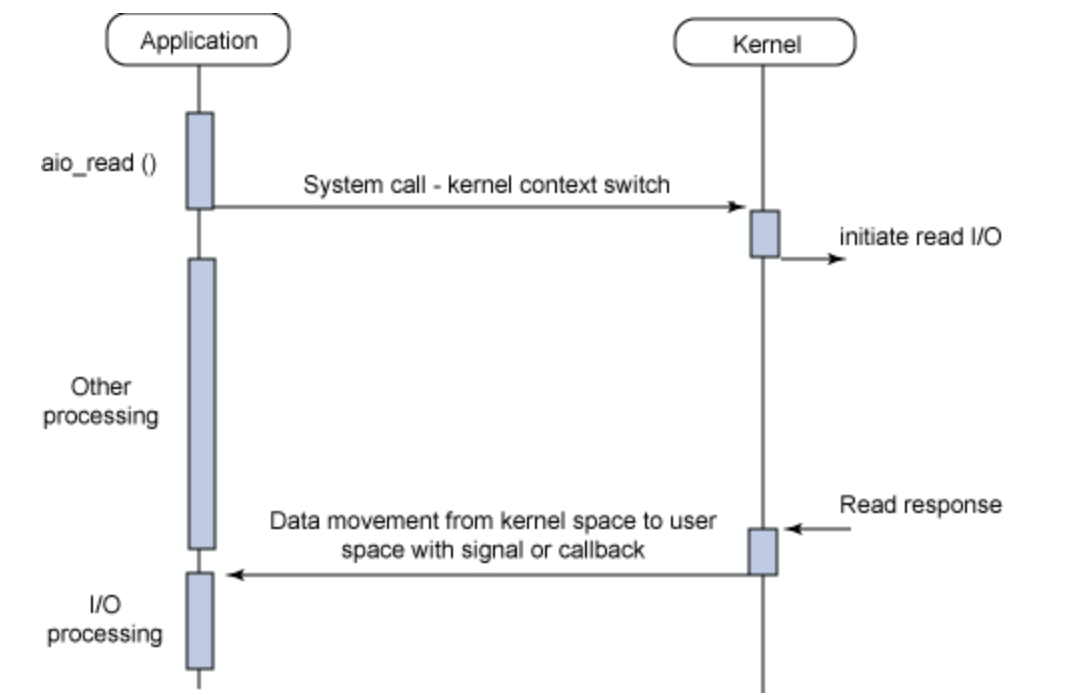 Application
Kernel
aio_read ()
System call - kernel context switch
initiate read I/O
Other
processing
Read response
Data movement from kernel space to user
space with signal or callback
I/O
processing